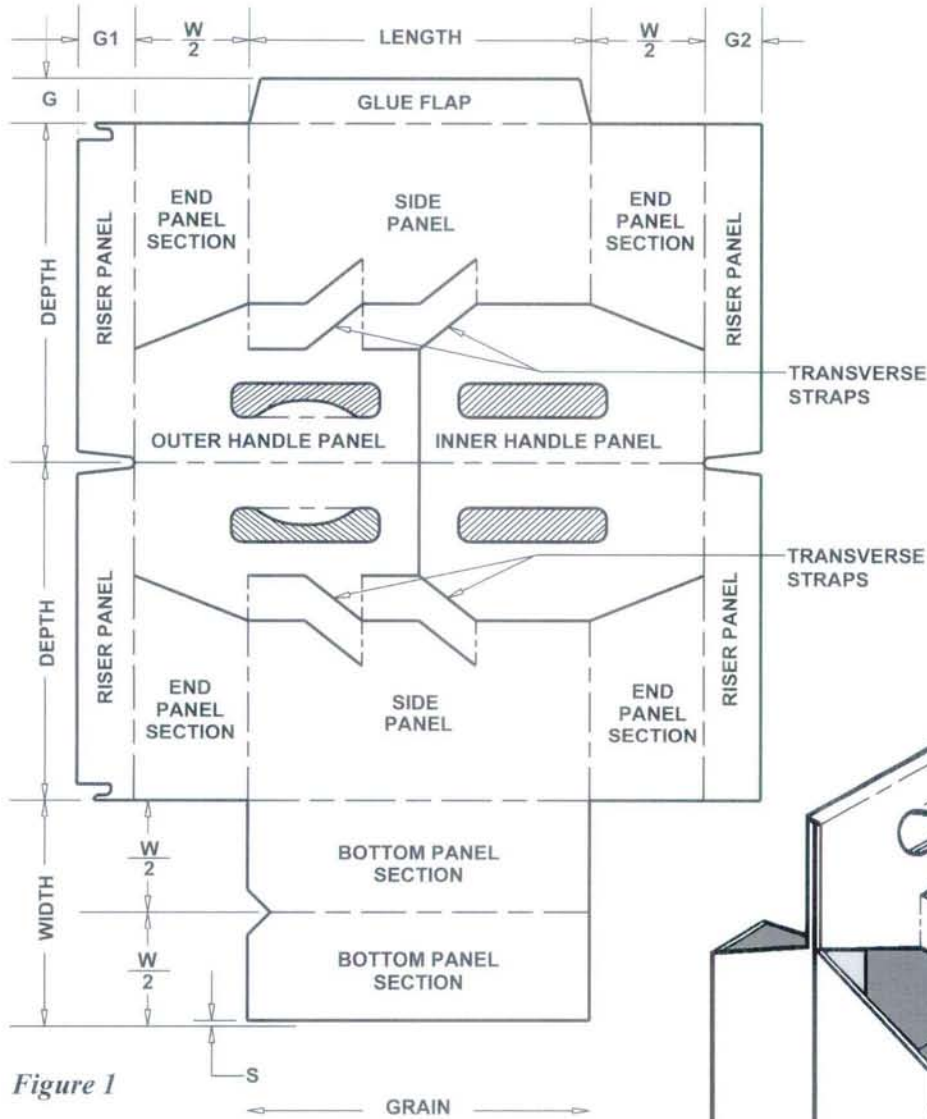 G1
W
2
LENGTH
W
2
G2
G
GLUE FLAP
DEPTH
RISER PANEL
END
PANEL
SECTION
SIDE
PANEL
END
PANEL
SECTION
RISER PANEL
TRANSVERSE
STRAPS
OUTER HANDLE PANEL
INNER HANDLE PANEL
TRANSVERSE
STRAPS
DEPTH
RISER PANEL
END
PANEL
SECTION
SIDE
PANEL
END
PANEL
SECTION
RISER PANEL
WIDTH
W
2
BOTTOM PANEL
SECTION
W
2
BOTTOM PANEL
SECTION
S
Figure 1
GRAIN